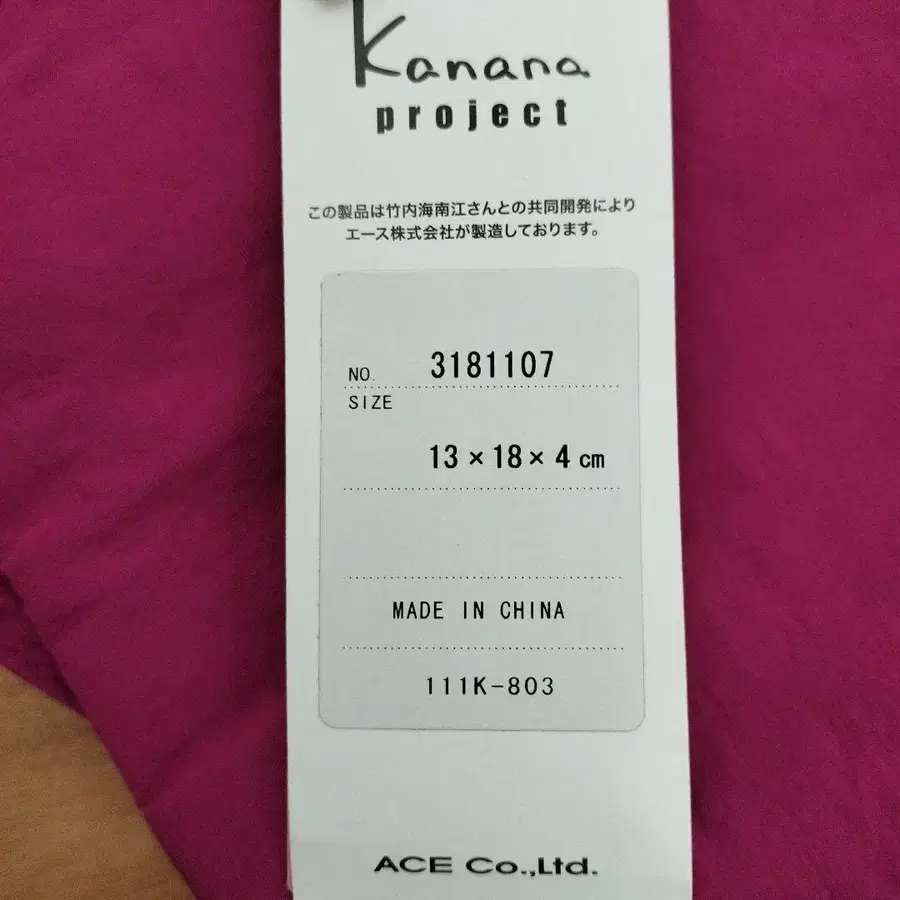 Kanana
project
この製品は竹内海南江さんとの共同開発により
エース株式会社が製造しております。
NO. 3181107
SIZE
13×18×4cm
MADE IN CHINA
111K-803
ACE Co.,Ltd.